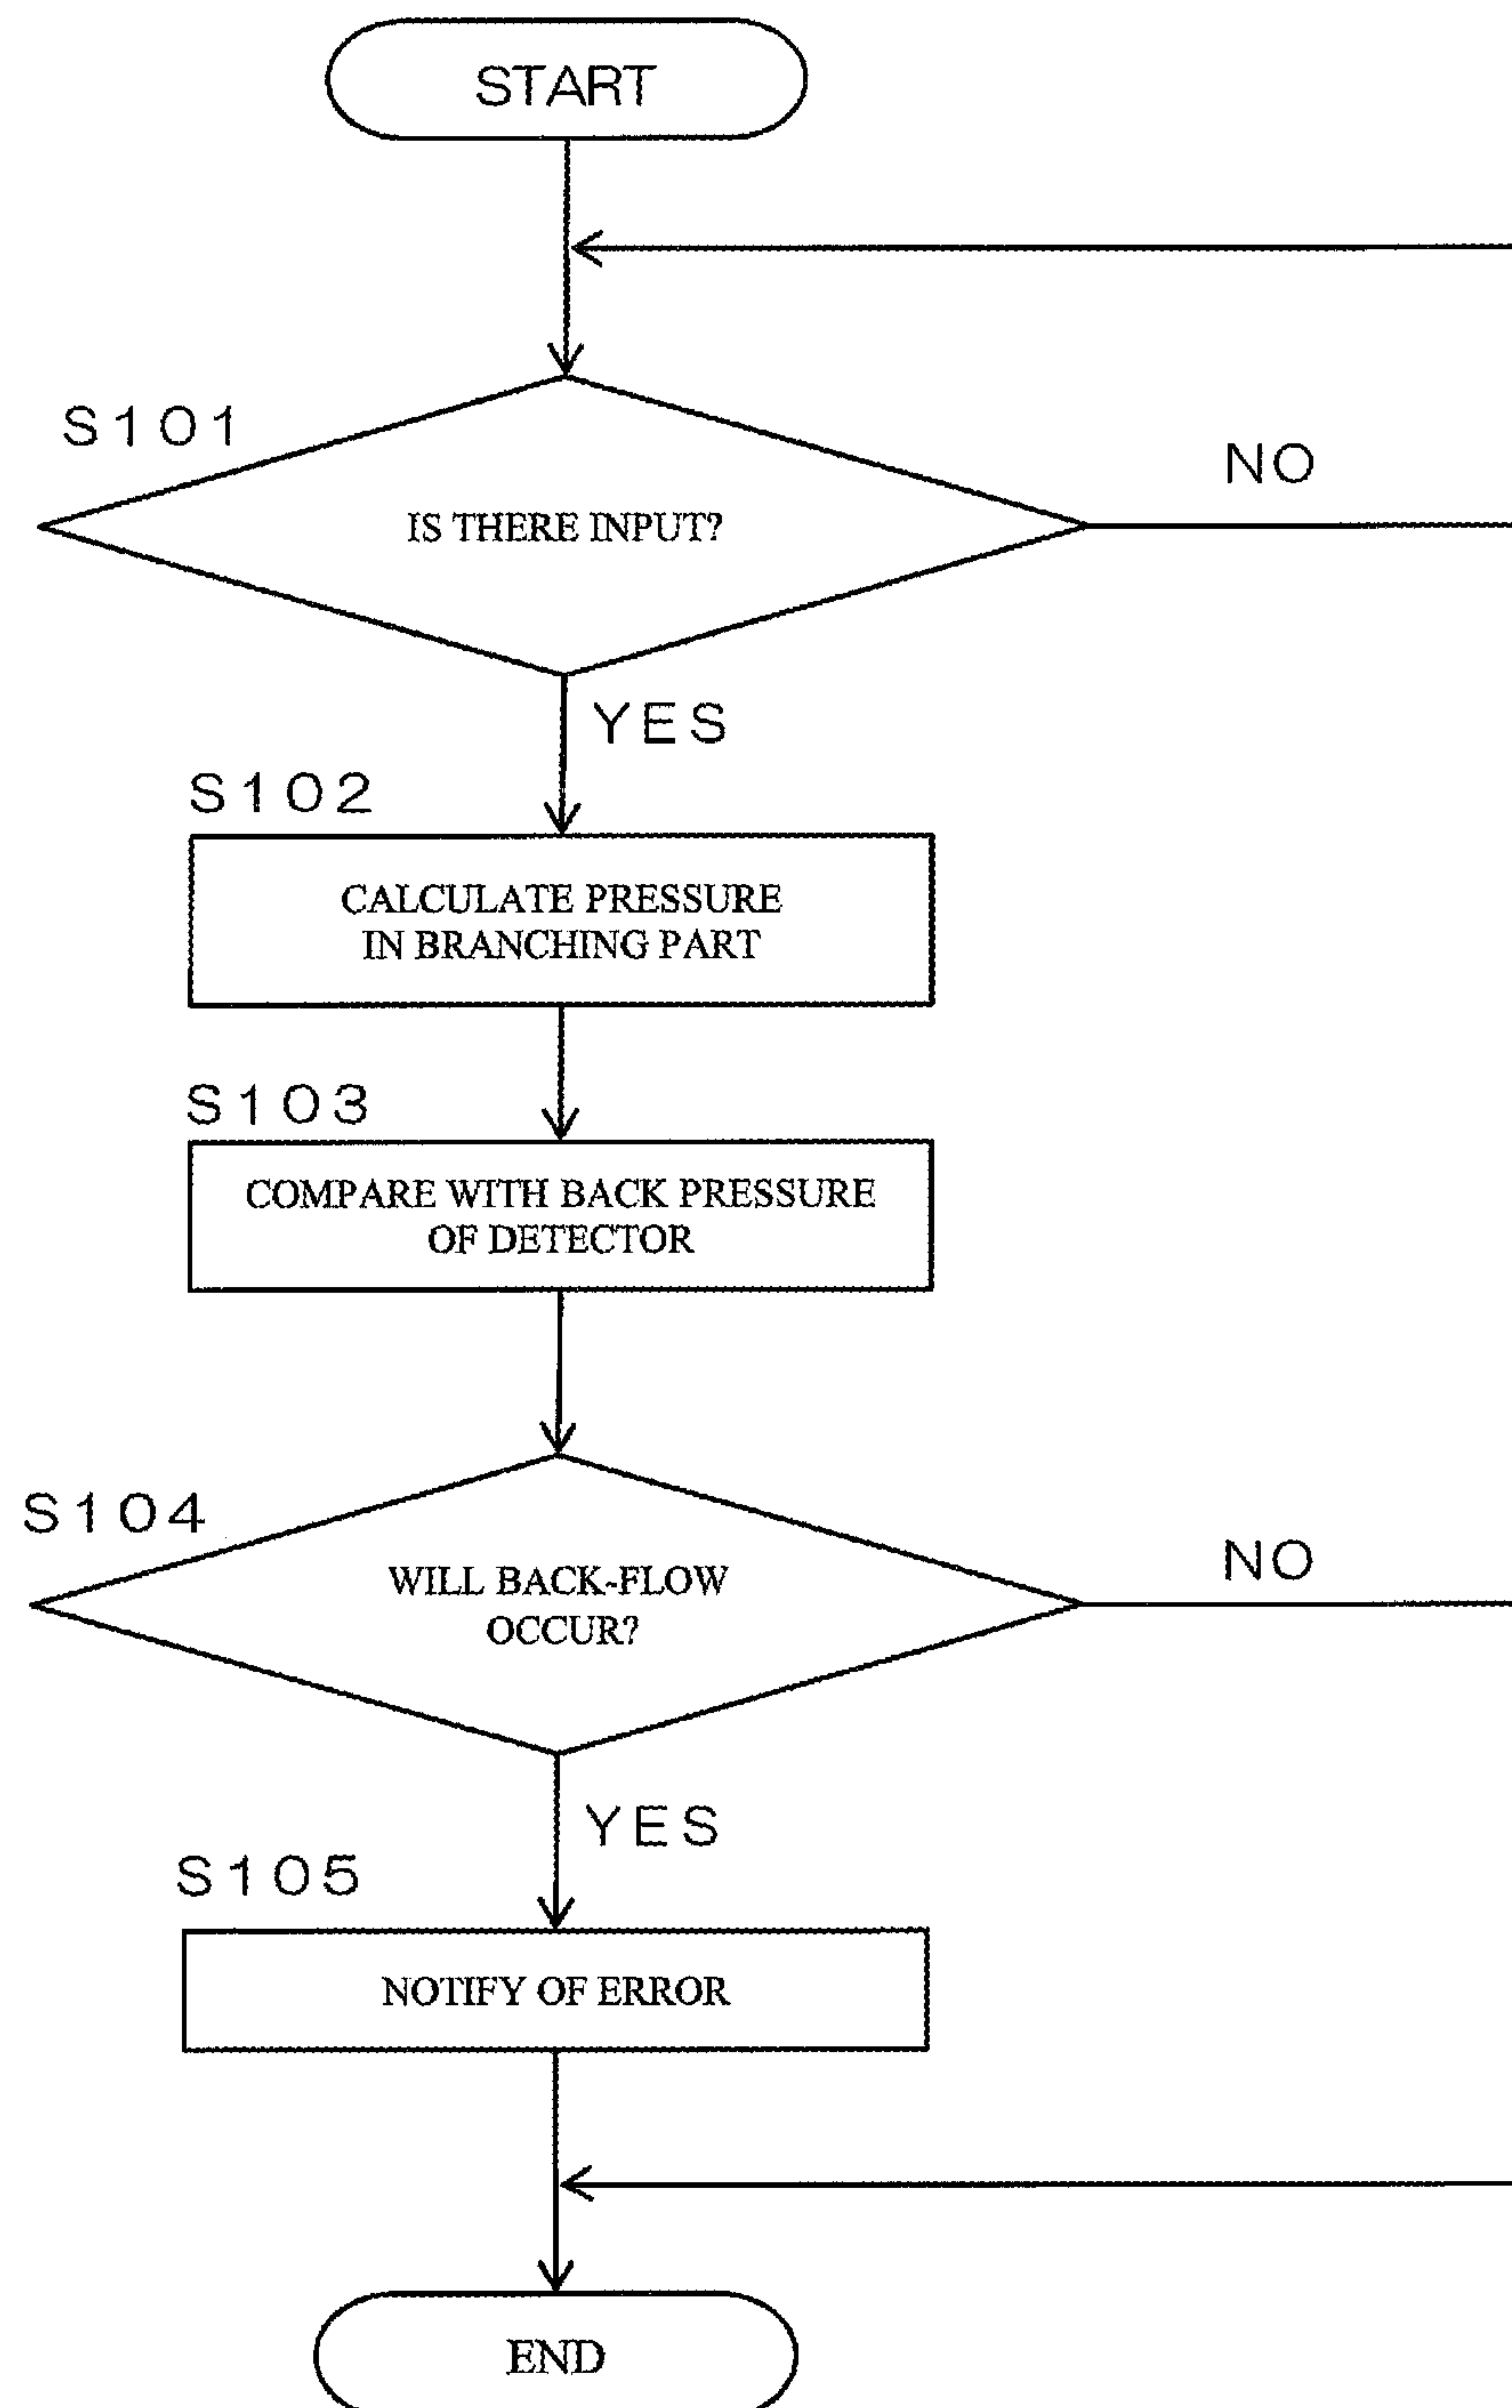 START
S101
NO
IS THERE INPUT?
YES
S102
CALCULATE PRESSURE
IN BRANCHING PART
S103
COMPARE WITH BACK PRESSURE
OF DETECTOR
S104
NO
WILL BACK-FLOW
OCCUR?
YES
S105
NOTIFY OF ERROR
END